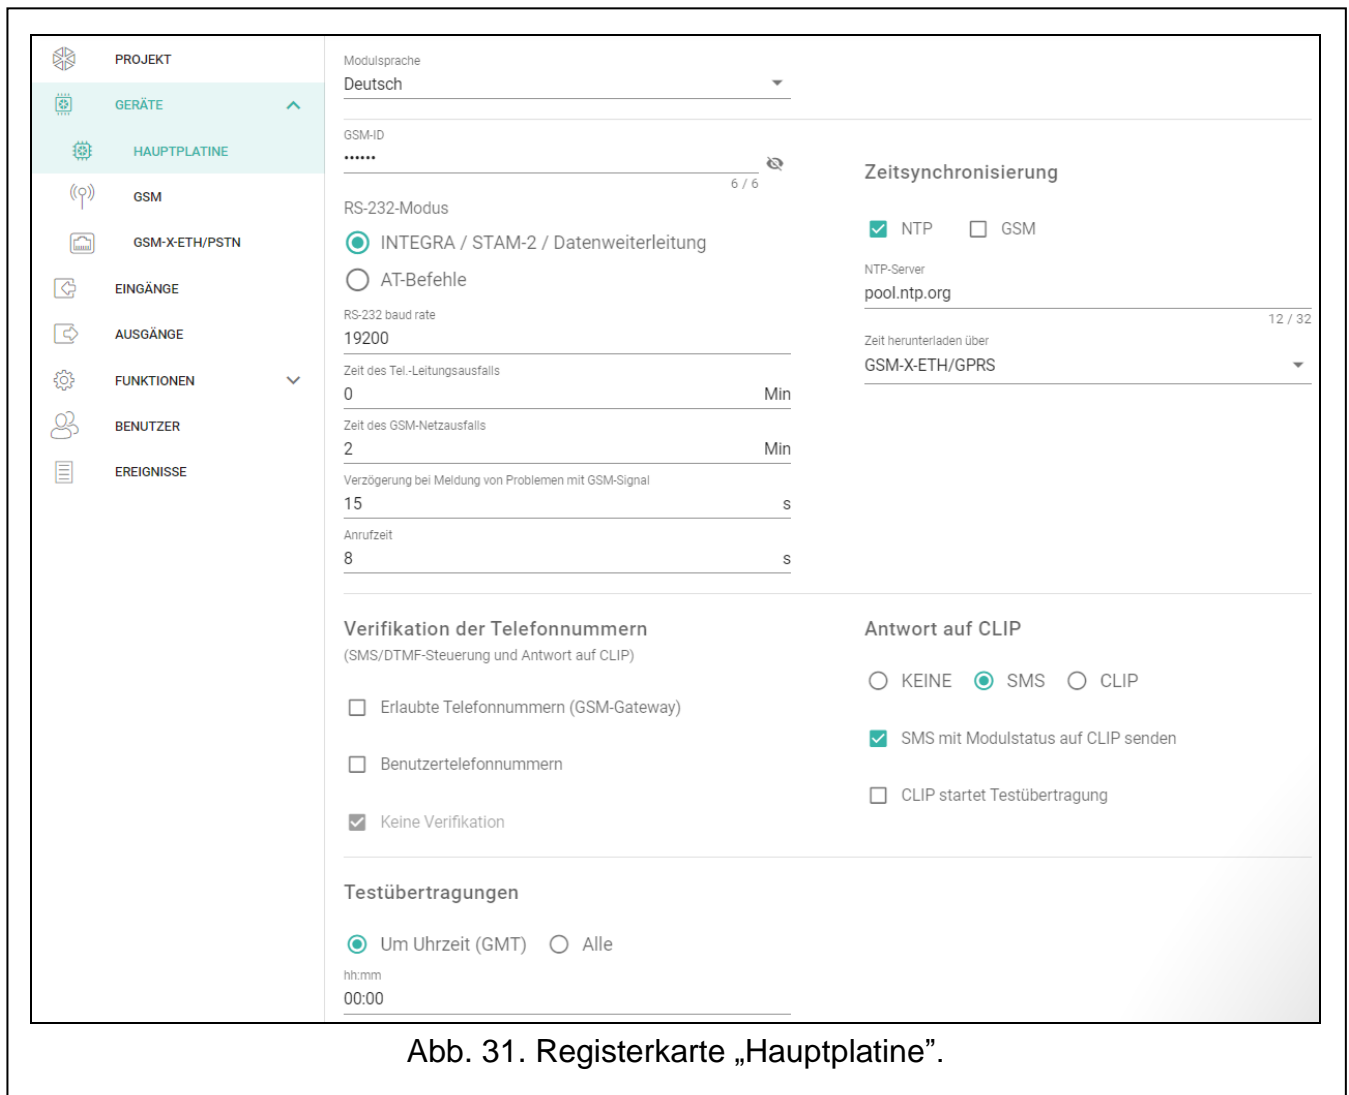 PROJEKT
GERÄTE
HAUPTPLATINE
GSM
GSM-X-ETH/PSTN
EINGÄNGE
AUSGÄNGE
FUNKTIONEN
BENUTZER
EREIGNISSE
Modulsprache
Deutsch
GSM-ID
••••••
6 / 6
RS-232-Modus
INTEGRA / STAM-2 / Datenweiterleitung
AT-Befehle
RS-232 baud rate
19200
Zeit des Tel.-Leitungsausfalls
0 Min
Zeit des GSM-Netzausfalls
2 Min
Verzögerung bei Meldung von Problemen mit GSM-Signal
15 s
Anrufzeit
8 s
Zeitsynchronisierung
NTP GSM
NTP-Server
pool.ntp.org
12 / 32
Zeit herunterladen über
GSM-X-ETH/GPRS
Verifikation der Telefonnummern
(SMS/DTMF-Steuerung und Antwort auf CLIP)
Erlaubte Telefonnummern (GSM-Gateway)
Benutzertelefonnummern
Keine Verifikation
Antwort auf CLIP
KEINE SMS CLIP
SMS mit Modulstatus auf CLIP senden
CLIP startet Testübertragung
Testübertragungen
Um Uhrzeit (GMT) Alle
hh:mm
00:00
Abb. 31. Registerkarte „Hauptplatine”.